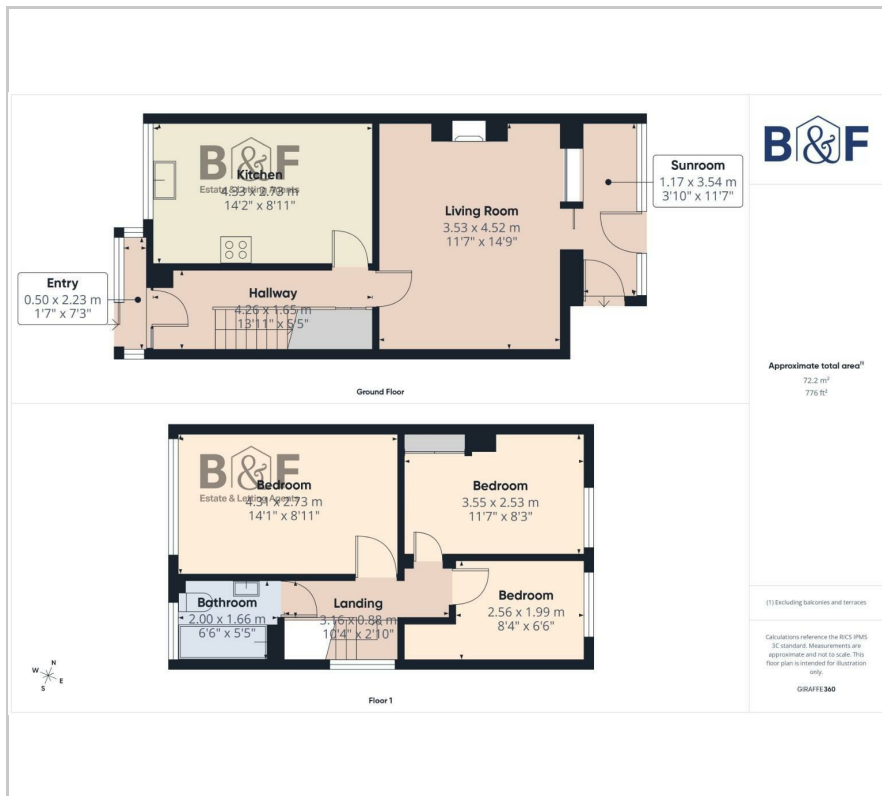 B&F
Estate & Letting Agents
Kitchen
4.33 x 2.73 m
14'2" x 8'11"
Living Room
3.53 x 4.52 m
11'7" x 14'9"
Sunroom
1.17 x 3.54 m
3'10" x 11'7"
Entry
0.50 x 2.23 m
1'7" x 7'3"
Hallway
4.26 x 1.65 m
13'11" x 5'5"
Ground Floor
B&F
Estate & Letting Agents
Bedroom
4.31 x 2.73 m
14'1" x 8'11"
Bedroom
3.55 x 2.53 m
11'7" x 8'3"
Bathroom
2.00 x 1.66 m
6'6" x 5'5"
Landing
3.16 x 0.88 m
10'4" x 2'10"
Bedroom
2.56 x 1.99 m
8'4" x 6'6"
N
W
E
S
Floor 1
B&F
Approximate total area
72.2 m²
776 ft²
(1) Excluding balconies and terraces
Calculations reference the RICS IPMS
3C standard. Measurements are
approximate and not to scale. This
floor plan is intended for illustration
only.
GIRAFFE360